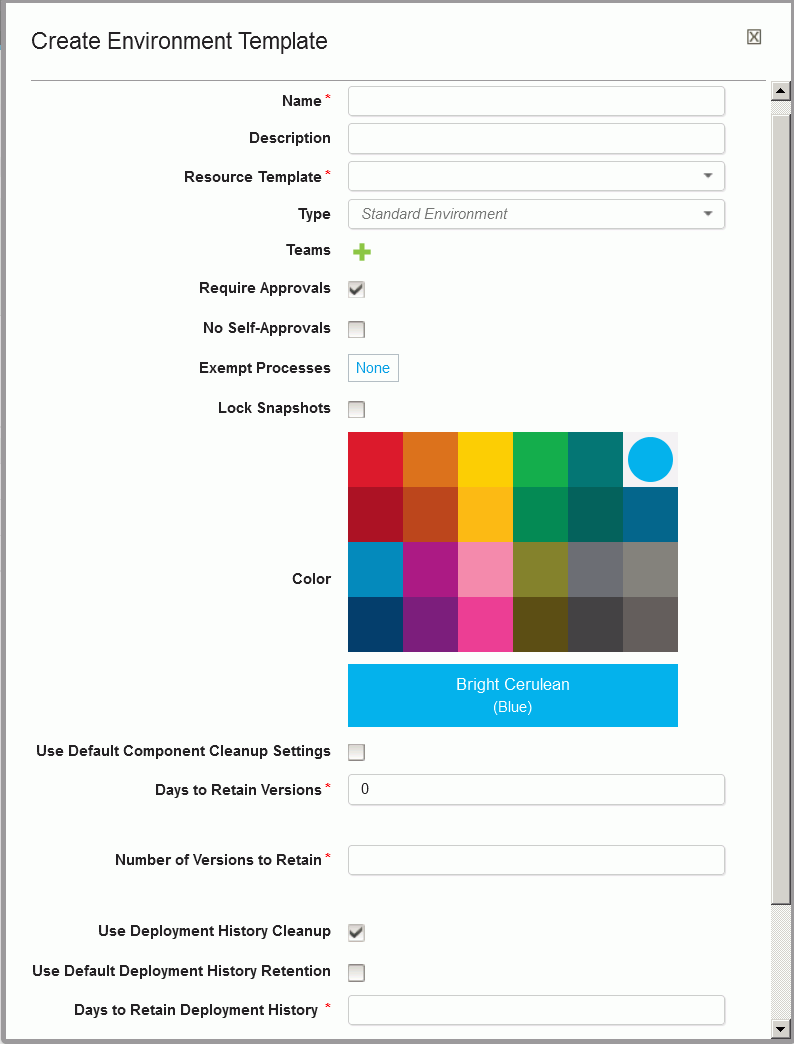 Create Environment Template
Name *
Description
Resource Template *
Type Standard Environment
Teams
Require Approvals
No Self-Approvals
Exempt Processes None
Lock Snapshots
Color
Bright Cerulean
(Blue)
Use Default Component Cleanup Settings
Days to Retain Versions * 0
Number of Versions to Retain *
Use Deployment History Cleanup
Use Default Deployment History Retention
Days to Retain Deployment History *